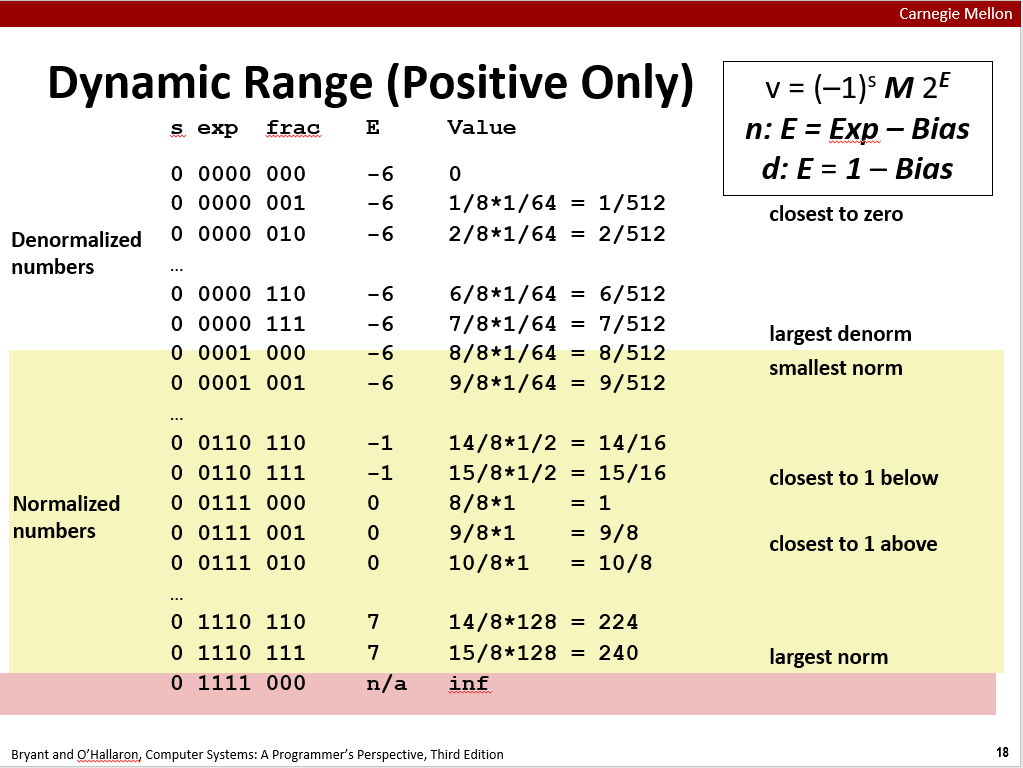 Carnegie Mellon
Dynamic Range (Positive Only)
v = (–1)ˢ M 2ᴱ
n: E = Exp – Bias
d: E = 1 – Bias
s exp frac E Value
0 0000 000 -6 0
0 0000 001 -6 1/8*1/64 = 1/512 closest to zero
0 0000 010 -6 2/8*1/64 = 2/512
Denormalized
numbers
…
0 0000 110 -6 6/8*1/64 = 6/512
0 0000 111 -6 7/8*1/64 = 7/512 largest denorm
0 0001 000 -6 8/8*1/64 = 8/512 smallest norm
0 0001 001 -6 9/8*1/64 = 9/512
…
0 0110 110 -1 14/8*1/2 = 14/16
0 0110 111 -1 15/8*1/2 = 15/16 closest to 1 below
Normalized
numbers
0 0111 000 0 8/8*1 = 1
0 0111 001 0 9/8*1 = 9/8 closest to 1 above
0 0111 010 0 10/8*1 = 10/8
…
0 1110 110 7 14/8*128 = 224
0 1110 111 7 15/8*128 = 240 largest norm
0 1111 000 n/a inf
Bryant and O'Hallaron, Computer Systems: A Programmer's Perspective, Third Edition
18